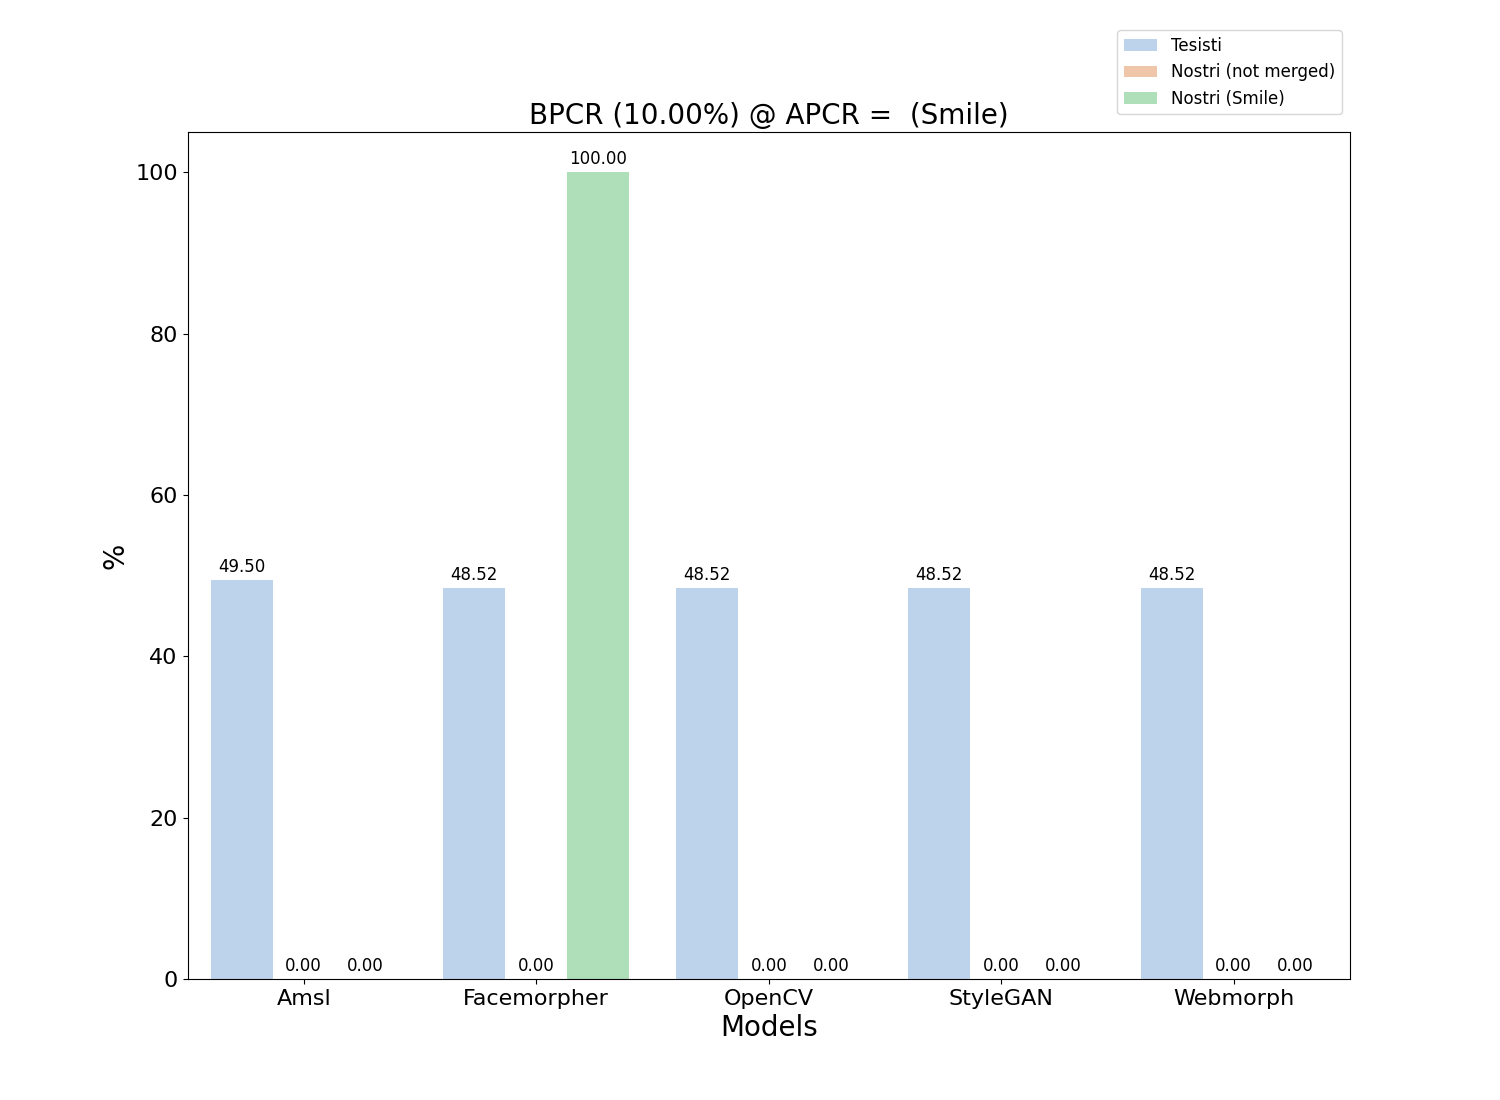 Tesisti
Nostri (not merged)
Nostri (Smile)
BPCR (10.00%) @ APCR =  (Smile)
100.00
100
80
60
%
49.50
48.52
48.52
48.52
48.52
40
20
0
0.00
0.00
0.00
0.00
0.00
0.00
0.00
0.00
0.00
Amsl
Facemorpher
OpenCV
StyleGAN
Webmorph
Models